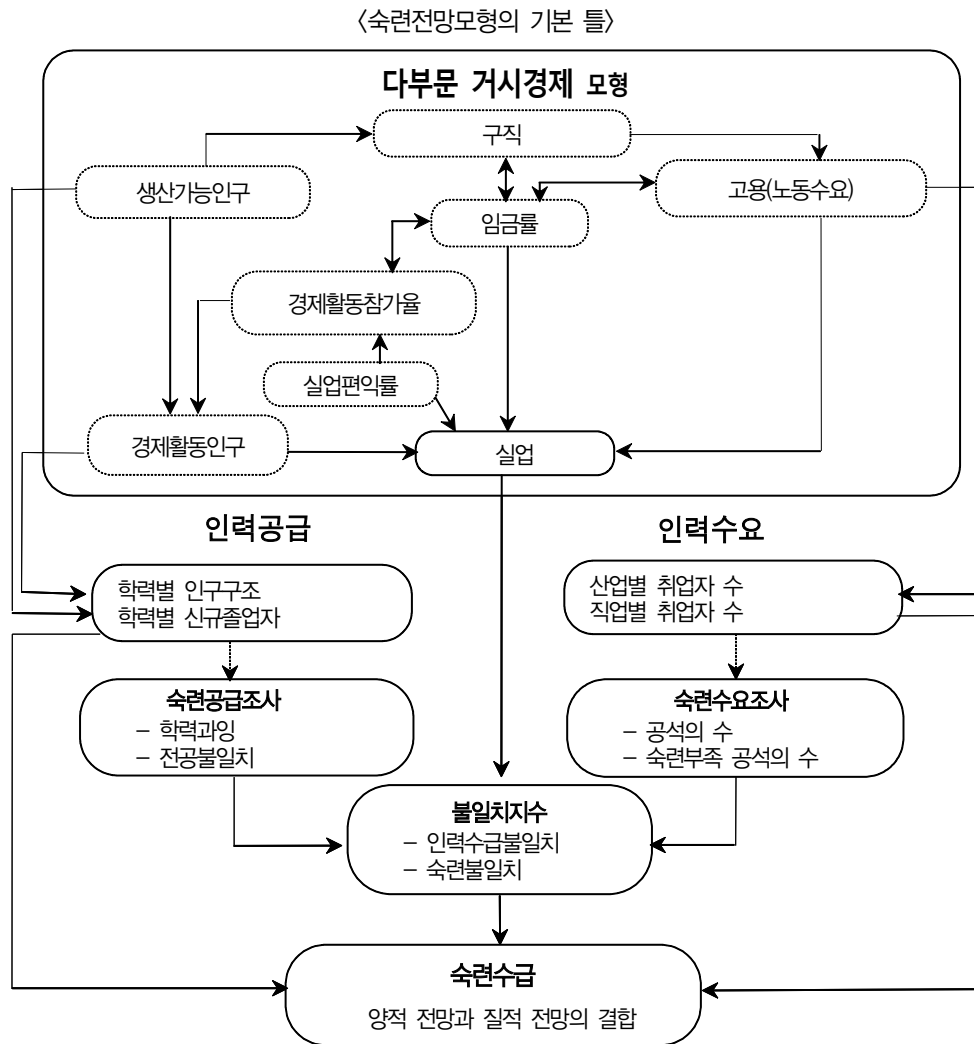 〈숙련전망모형의 기본 틀〉
다부문 거시경제 모형
구직
생산가능인구
고용(노동수요)
임금률
경제활동참가율
실업편익률
경제활동인구
실업
인력공급
인력수요
학력별 인구구조
학력별 신규졸업자
산업별 취업자 수
직업별 취업자 수
숙련공급조사
– 학력과잉
– 전공불일치
숙련수요조사
– 공석의 수
– 숙련부족 공석의 수
불일치지수
– 인력수급불일치
– 숙련불일치
숙련수급
양적 전망과 질적 전망의 결합